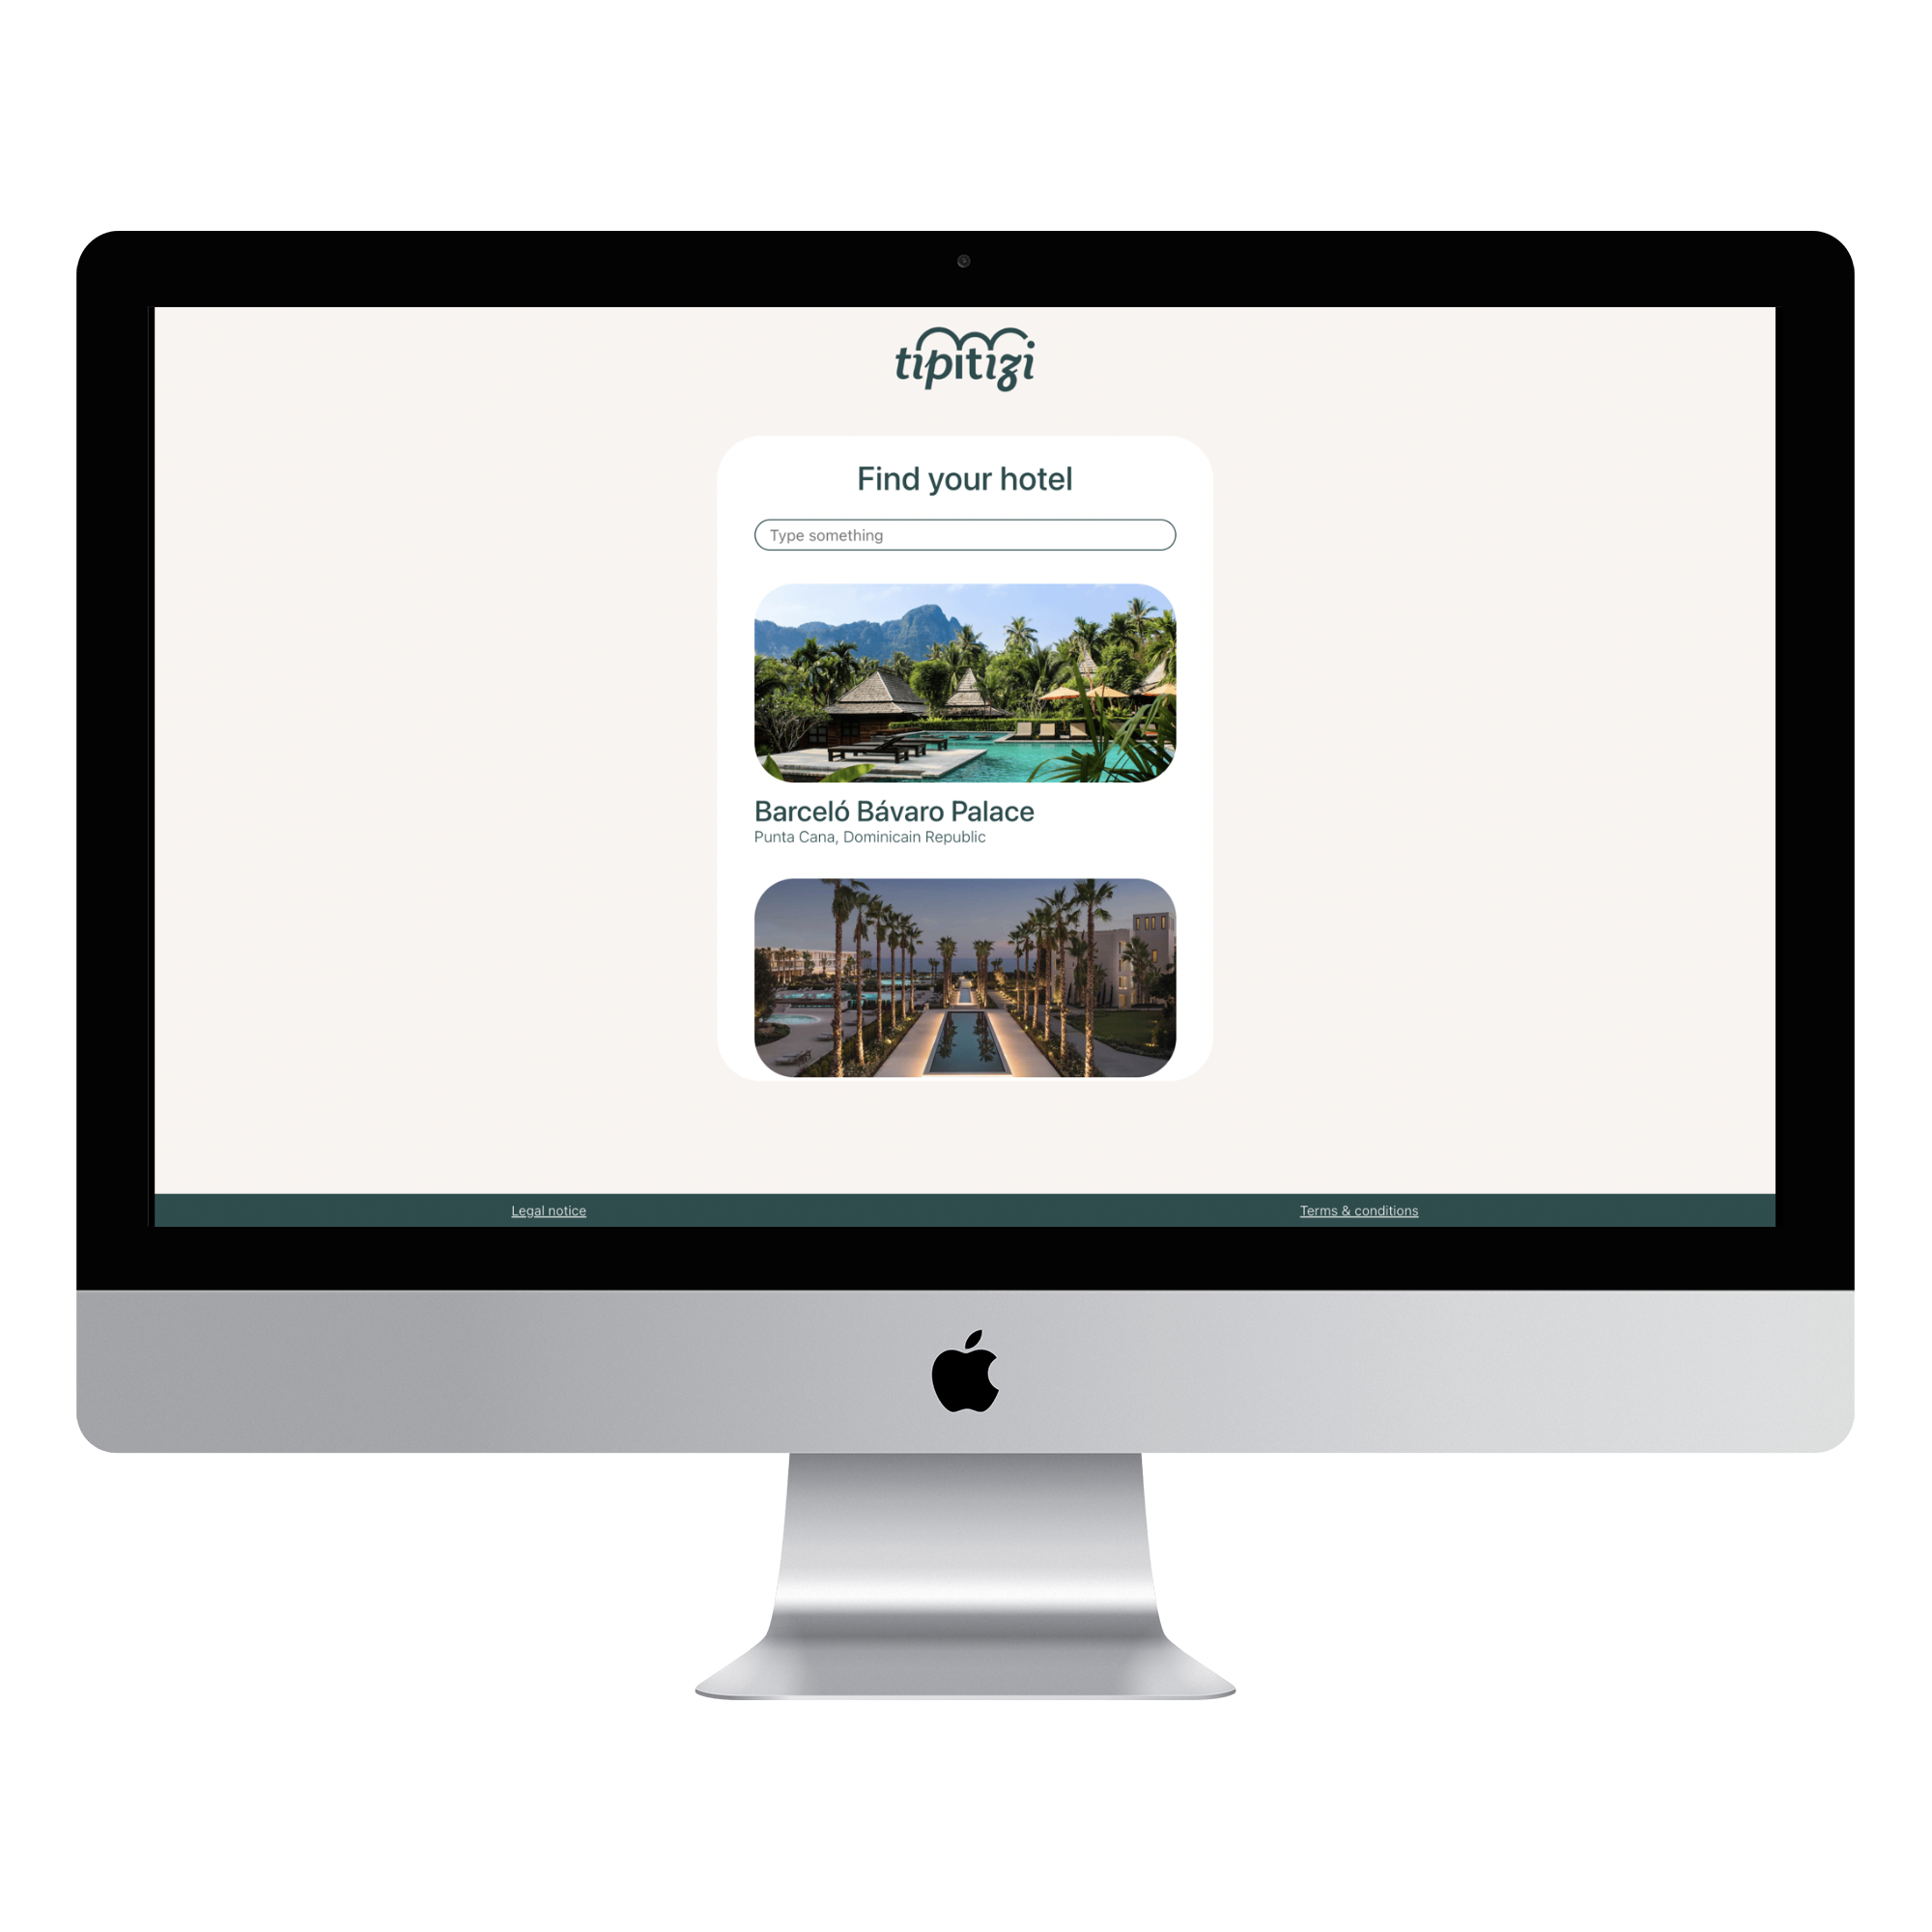 tipitizi
Find your hotel
Type something
Barceló Bávaro Palace
Punta Cana, Dominicain Republic
Legal notice
Terms & conditions